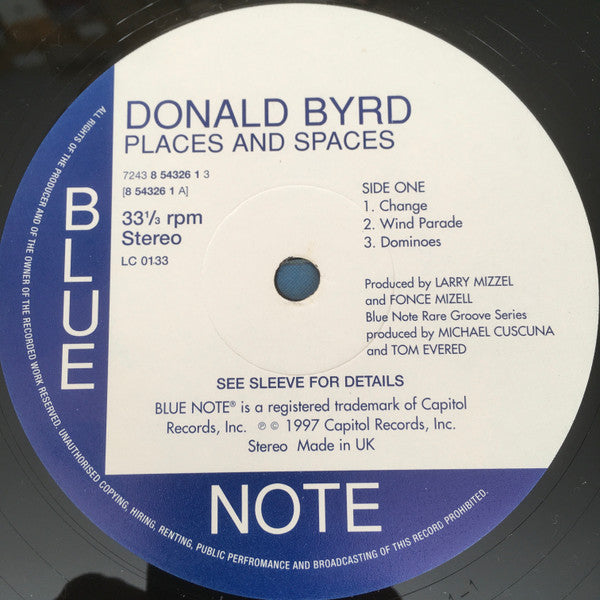 DONALD BYRD
PLACES AND SPACES
7243 8 54326 1 3
[8 54326 1 A]
33⅓ rpm
Stereo
LC 0133
SIDE ONE
1. Change
2. Wind Parade
3. Dominoes
Produced by LARRY MIZZEL
and FONCE MIZELL
Blue Note Rare Groove Series
produced by MICHAEL CUSCUNA
and TOM EVERED
SEE SLEEVE FOR DETAILS
BLUE NOTE® is a registered trademark of Capitol
Records, Inc. ℗ © 1997 Capitol Records, Inc.
Stereo Made in UK
BLUE
NOTE
ALL RIGHTS OF THE PRODUCER AND OF THE OWNER OF THE RECORDED WORK RESERVED. UNAUTHORISED COPYING, HIRING, RENTING, PUBLIC PERFROMANCE AND BROADCASTING OF THIS RECORD PROHIBITED.